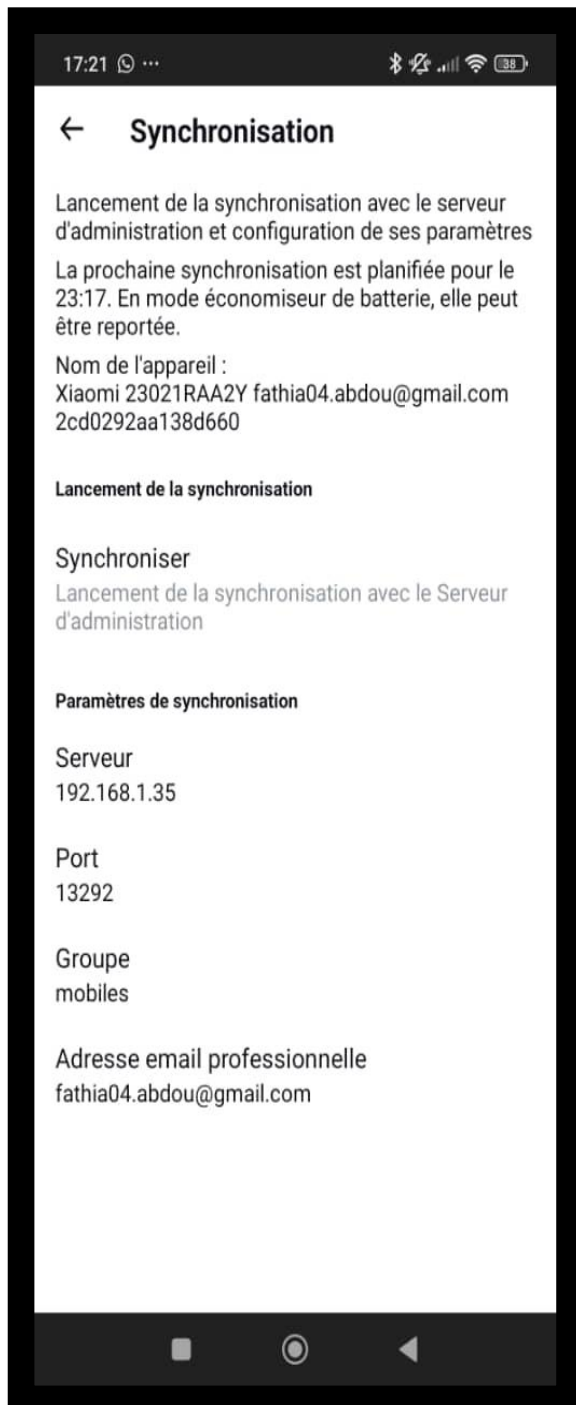 17:21 ...
38
Synchronisation
Lancement de la synchronisation avec le serveur
d'administration et configuration de ses paramètres
La prochaine synchronisation est planifiée pour le
23:17. En mode économiseur de batterie, elle peut
être reportée.
Nom de l'appareil :
Xiaomi 23021RAA2Y fathia04.abdou@gmail.com
2cd0292aa138d660
Lancement de la synchronisation
Synchroniser
Lancement de la synchronisation avec le Serveur
d'administration
Paramètres de synchronisation
Serveur
192.168.1.35
Port
13292
Groupe
mobiles
Adresse email professionnelle
fathia04.abdou@gmail.com